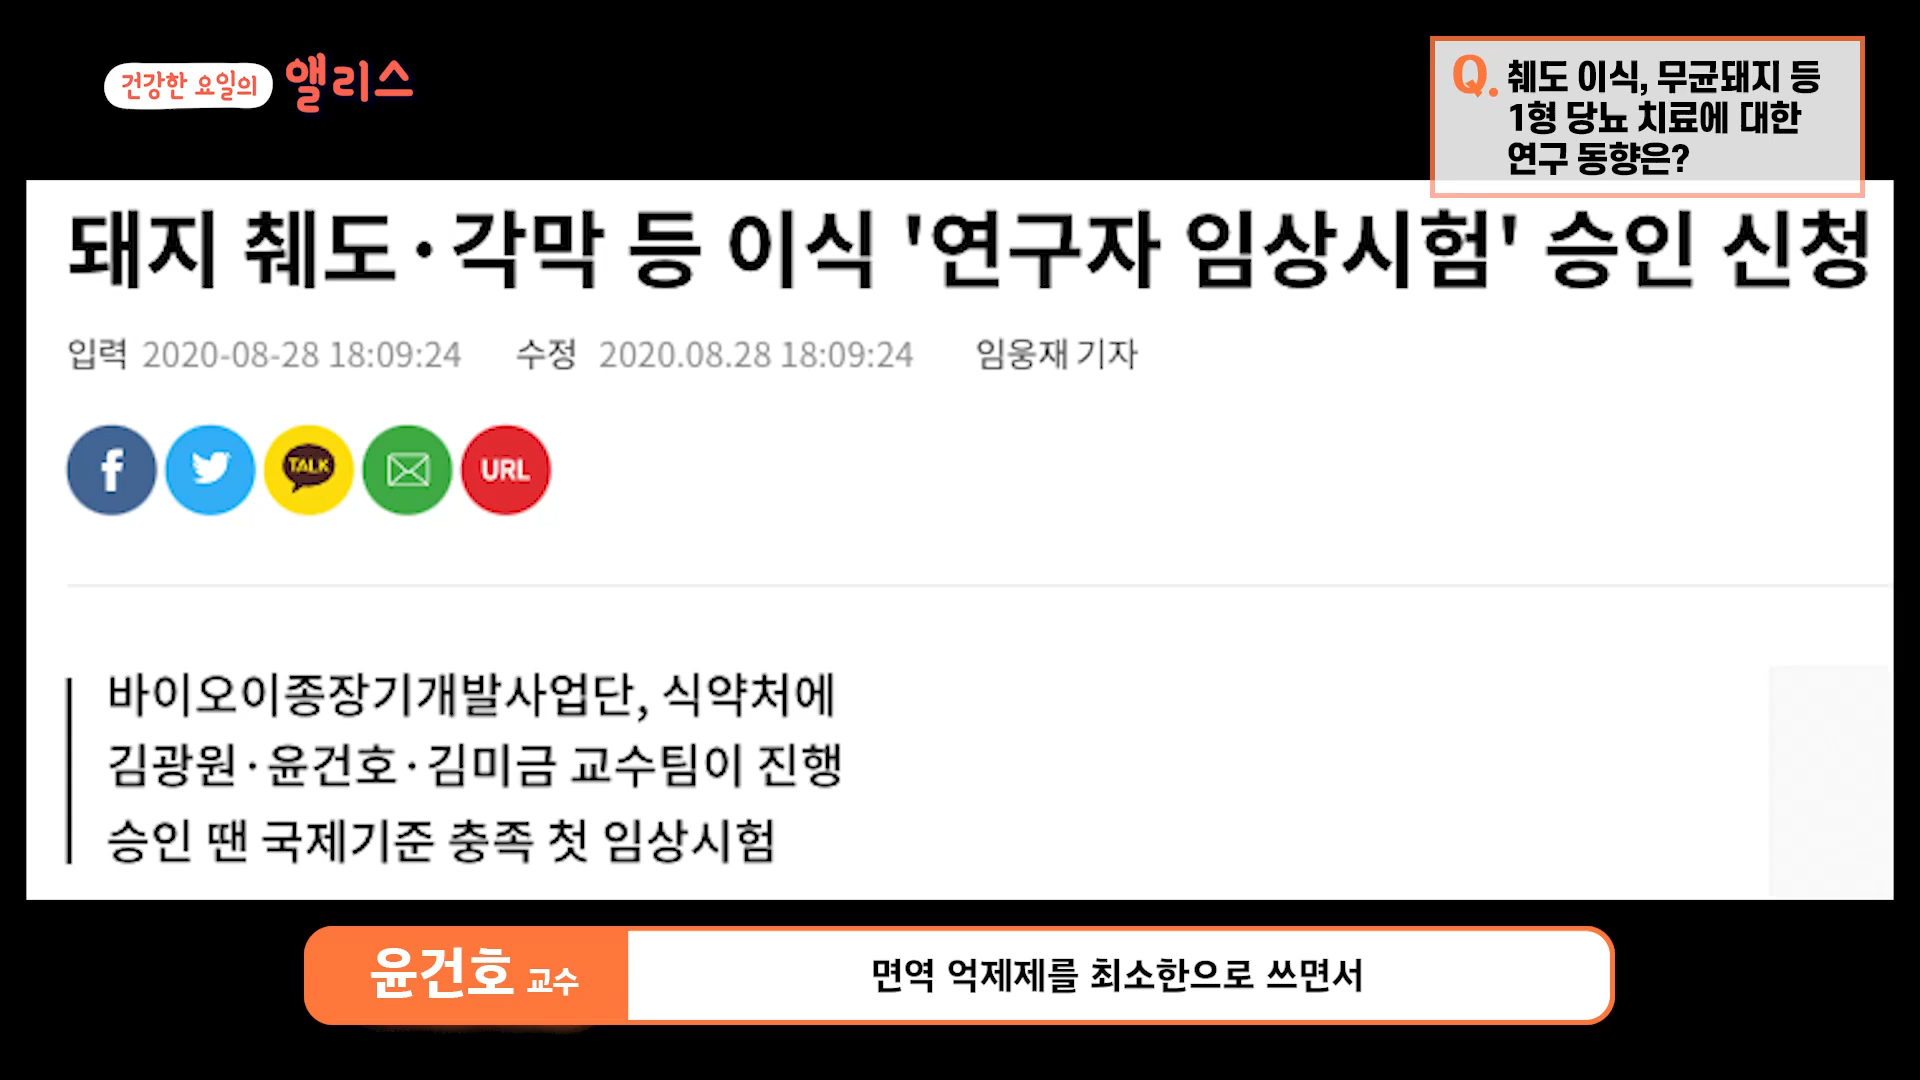 건강한 요일의 앨리스
Q. 췌도 이식, 무균돼지 등
1형 당뇨 치료에 대한
연구 동향은?
돼지 췌도·각막 등 이식 '연구자 임상시험' 승인 신청
입력 2020-08-28 18:09:24 수정 2020.08.28 18:09:24 임웅재 기자
f TALK URL
바이오이종장기개발사업단, 식약처에
김광원·윤건호·김미금 교수팀이 진행
승인 땐 국제기준 충족 첫 임상시험
윤건호 교수 면역 억제제를 최소한으로 쓰면서